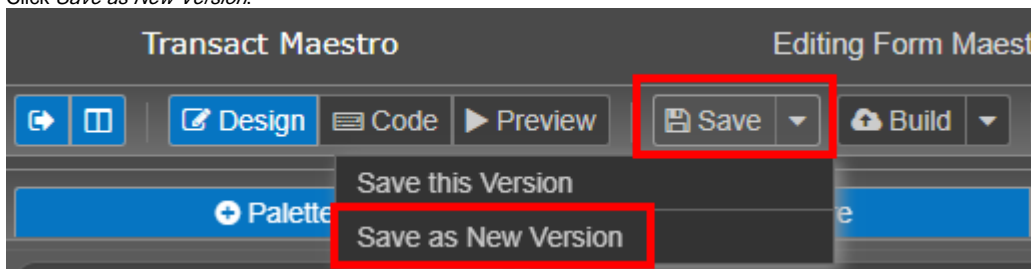 Click Save as New Version.
Transact Maestro Editing Form Maest
Design Code Preview Save Build
Save this Version
Palette e
Save as New Version